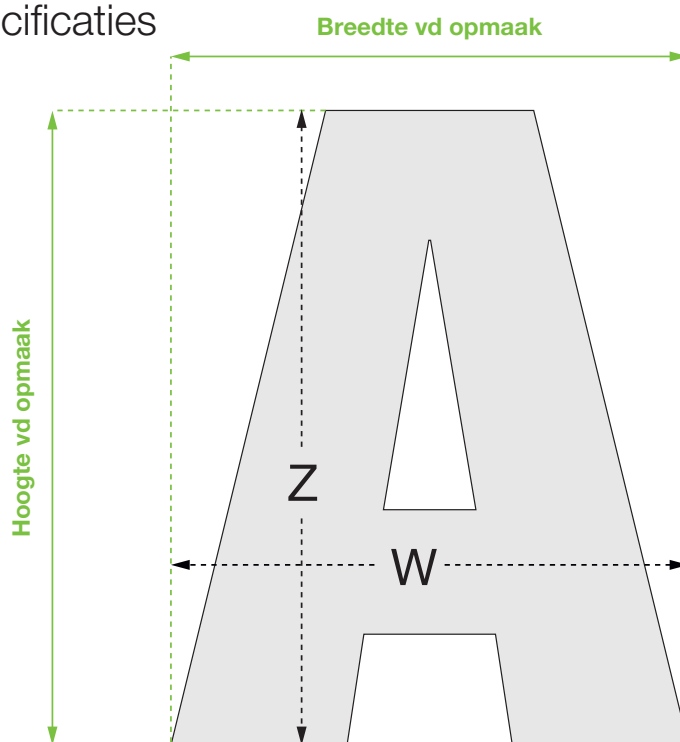 cificaties
Breedte vd opmaak
Hoogte vd opmaak
Z
W